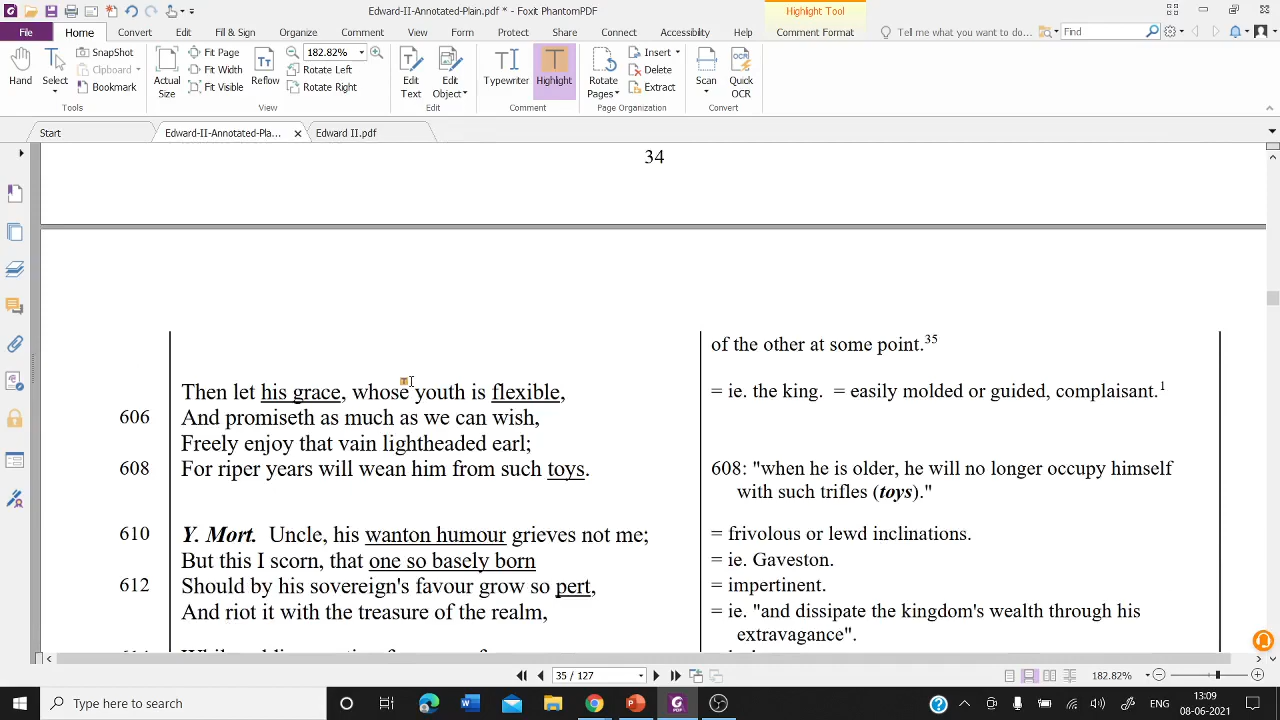 Edward-II-Annotated-Plain.pdf * - Foxit PhantomPDF
Highlight Tool
File Home Convert Edit Fill & Sign Organize Comment View Form Protect Share Connect Accessibility Help Comment Format Tell me what you want to do... Find
Hand
Select
SnapShot
Clipboard
Bookmark
Tools
Actual Size
Fit Page
Fit Width
Fit Visible
Reflow
182.82%
Rotate Left
Rotate Right
View
Edit Text
Edit Object
Edit
Typewriter
Highlight
Comment
Rotate Pages
Insert
Delete
Extract
Page Organization
Scan
Quick OCR
Convert
Start Edward-II-Annotated-Pla... Edward II.pdf
34
of the other at some point.35
Then let his grace, whose youth is flexible, = ie. the king. = easily molded or guided, complaisant.1
606 And promiseth as much as we can wish,
Freely enjoy that vain lightheaded earl;
608 For riper years will wean him from such toys. 608: "when he is older, he will no longer occupy himself
with such trifles (toys)."
610 Y. Mort. Uncle, his wanton humour grieves not me; = frivolous or lewd inclinations.
But this I scorn, that one so basely born = ie. Gaveston.
612 Should by his sovereign's favour grow so pert, = impertinent.
And riot it with the treasure of the realm, = ie. "and dissipate the kingdom's wealth through his
extravagance".
35 / 127 182.82%
Type here to search
ENG
13:09
08-06-2021